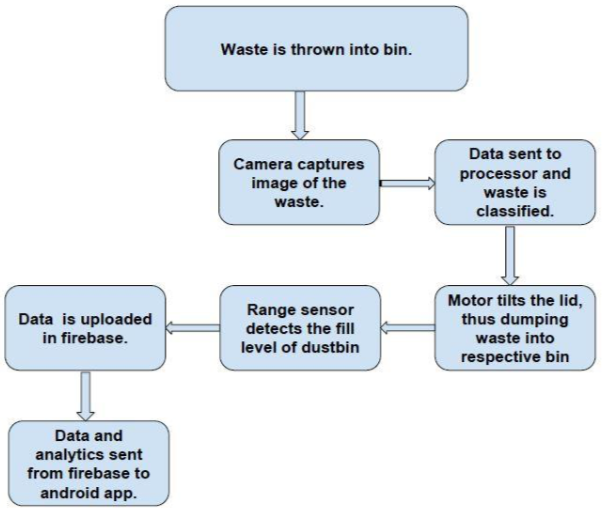 Waste is thrown into bin.
Camera captures
image of the
waste.
Data sent to
processor and
waste is
classified.
Motor tilts the lid,
thus dumping
waste into
respective bin
Range sensor
detects the fill
level of dustbin
Data is uploaded
in firebase.
Data and
analytics sent
from firebase to
android app.